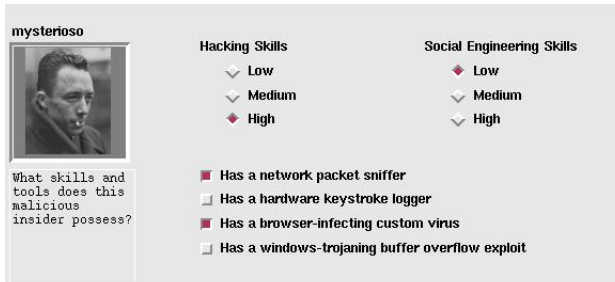 mysterioso
Hacking Skills
Social Engineering Skills
Low
Low
Medium
Medium
High
High
Has a network packet sniffer
Has a hardware keystroke logger
Has a browser-infecting custom virus
Has a windows-trojaning buffer overflow exploit
What skills and
tools does this
malicious
insider possess?